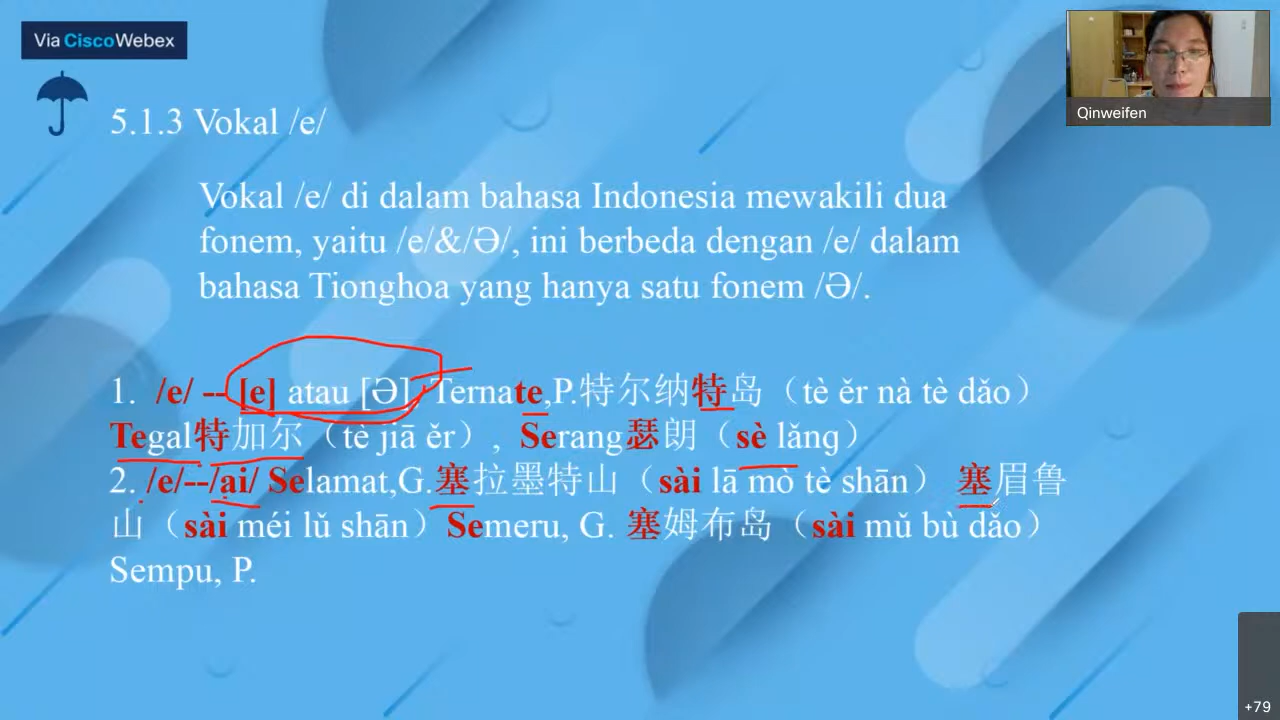 Via CiscoWebex
Qinweifen
5.1.3 Vokal /e/
Vokal /e/ di dalam bahasa Indonesia mewakili dua
fonem, yaitu /e/&/Ə/, ini berbeda dengan /e/ dalam
bahasa Tionghoa yang hanya satu fonem /Ə/.
1. /e/ -- [e] atau [Ə], Ternate,P.特尔纳特岛（tè ěr nà tè dǎo）
Tegal特加尔（tè jiā ěr）, Serang瑟朗（sè lǎng）
2. /e/--/ai/ Selamat,G.塞拉墨特山（sài lā mò tè shān） 塞眉鲁
山（sài méi lǔ shān）Semeru, G. 塞姆布岛（sài mǔ bù dǎo）
Sempu, P.
+79